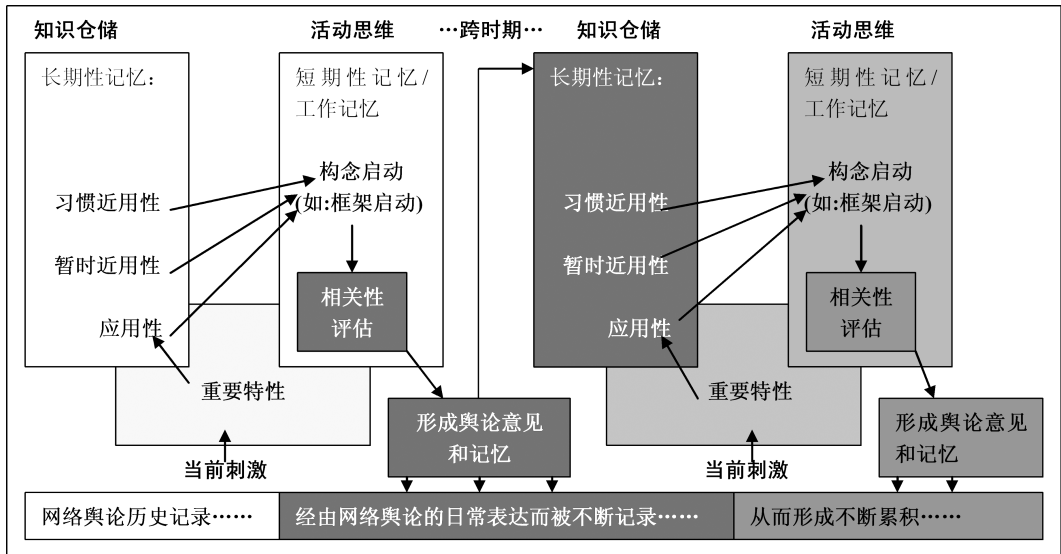 知识仓储
活动思维
…跨时期…
知识仓储
活动思维
长期性记忆：
短期性记忆/
工作记忆
构念启动
(如:框架启动)
习惯近用性
暂时近用性
应用性
相关性
评估
重要特性
当前刺激
形成舆论意见
和记忆
长期性记忆：
短期性记忆/
工作记忆
构念启动
(如:框架启动)
习惯近用性
暂时近用性
应用性
相关性
评估
重要特性
当前刺激
形成舆论意见
和记忆
网络舆论历史记录……
经由网络舆论的日常表达而被不断记录……
从而形成不断累积……